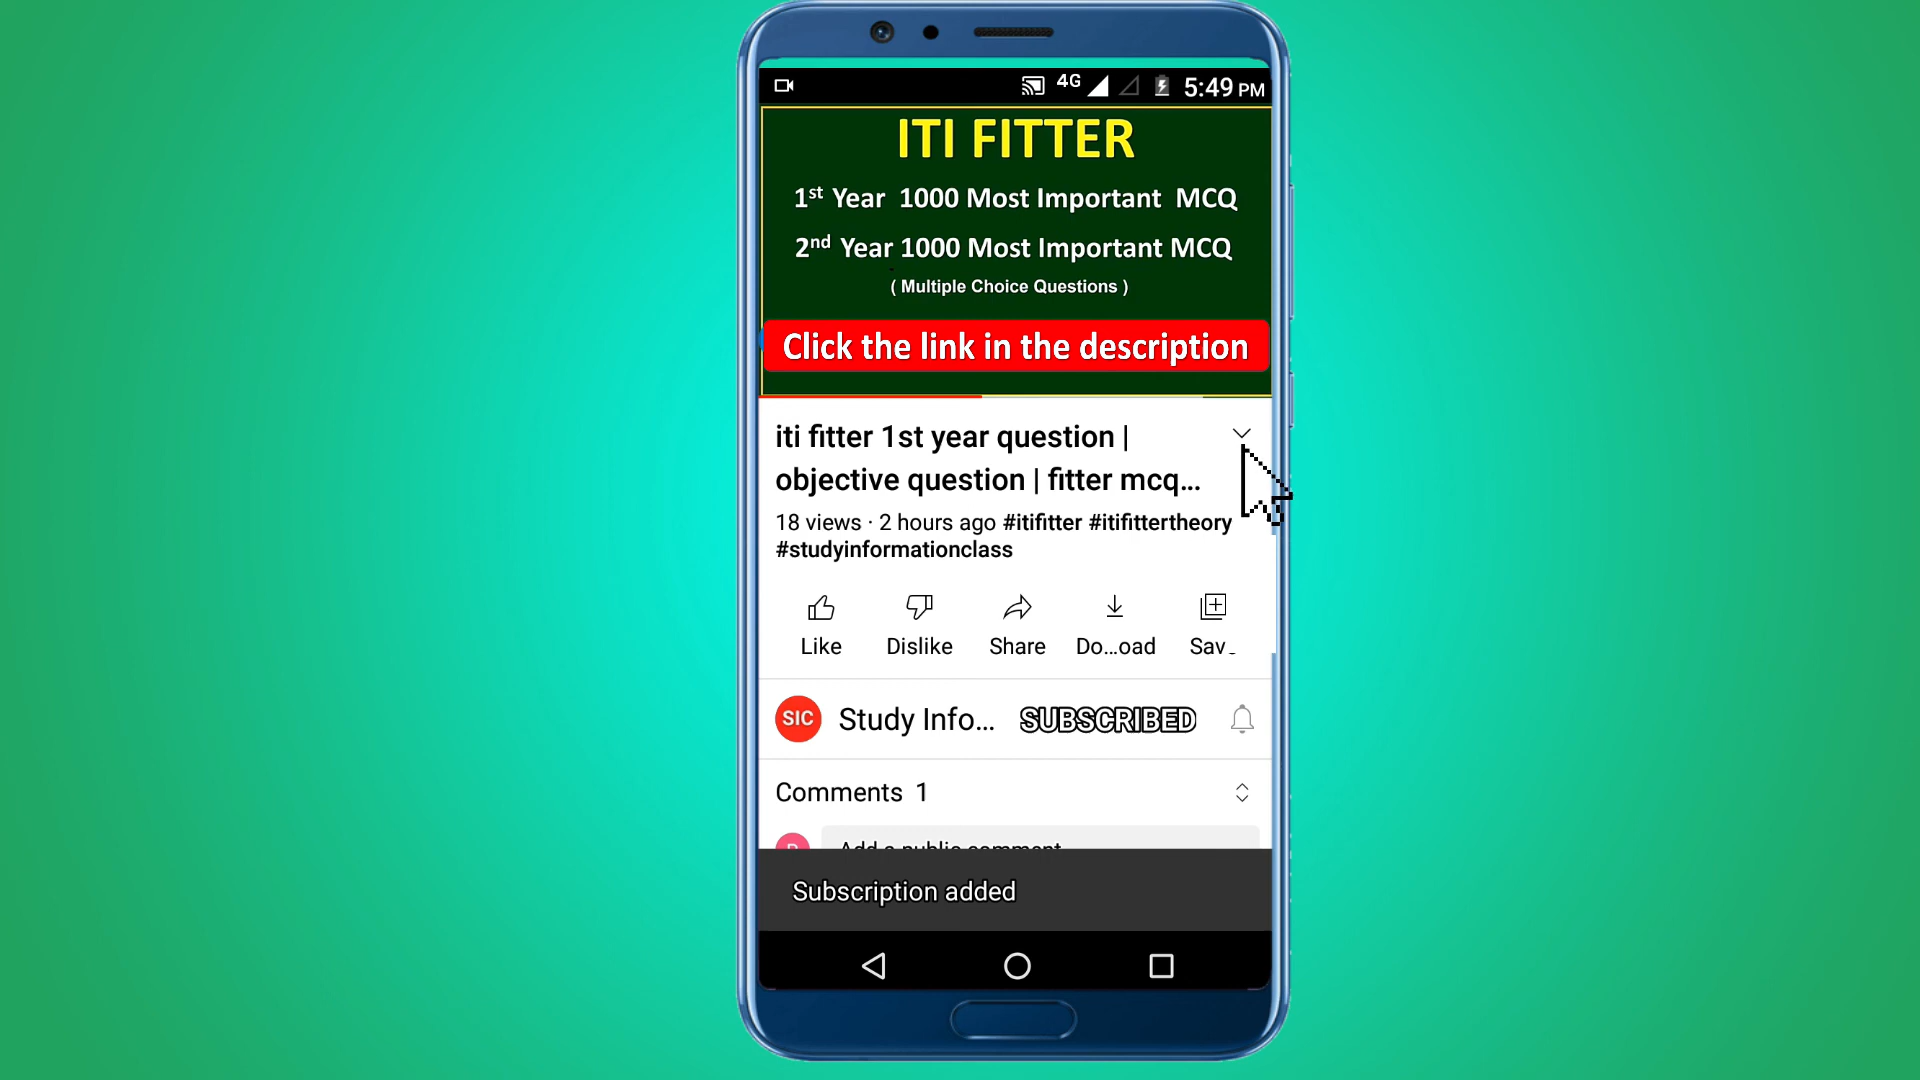 4G 5:49 PM
ITI FITTER
1st Year 1000 Most Important MCQ
2nd Year 1000 Most Important MCQ
( Multiple Choice Questions )
Click the link in the description
iti fitter 1st year question |
objective question | fitter mcq...
18 views · 2 hours ago #itifitter #itifittertheory
#studyinformationclass
Like Dislike Share Do...oad Sav
SIC Study Info... SUBSCRIBED
Comments 1
Add a public comment
Subscription added